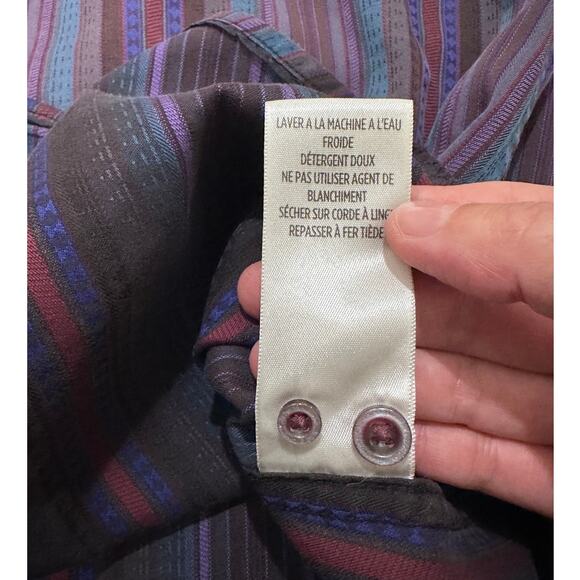 LAVER A LA MACHINE A L'EAU
FROIDE
DÉTERGENT DOUX
NE PAS UTILISER AGENT DE
BLANCHIMENT
SÉCHER SUR CORDE À
REPASSER À FER TIÈDE